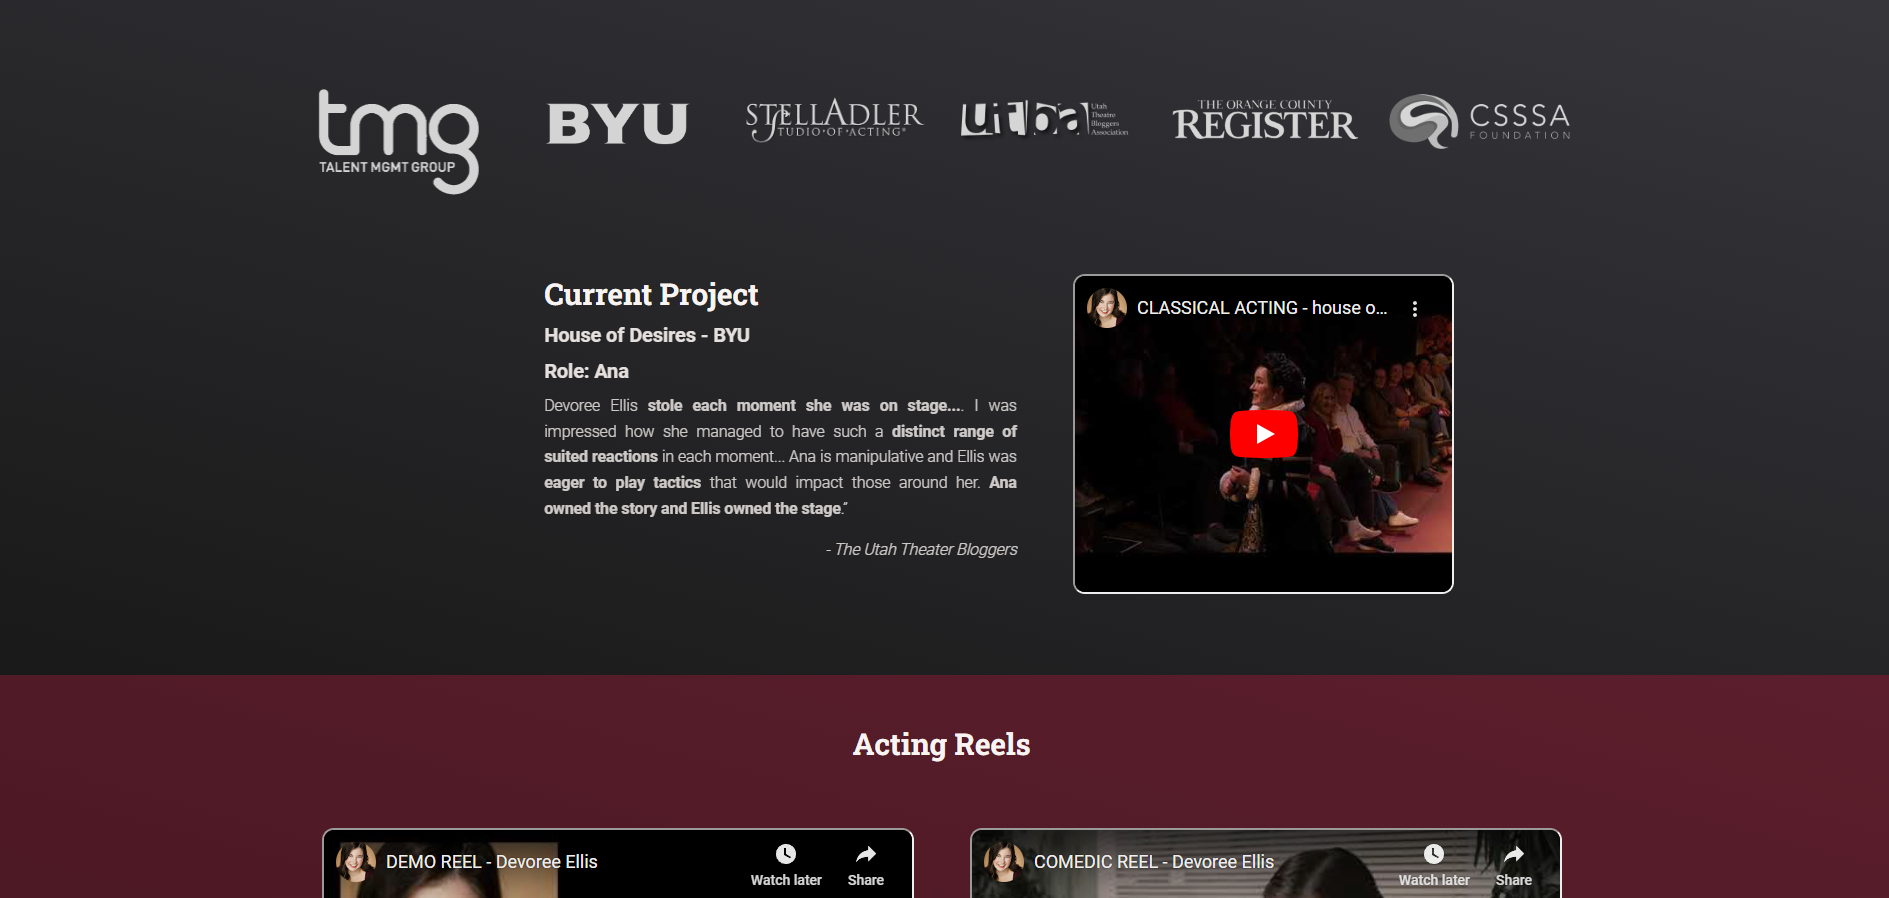 tmg
TALENT MGMT GROUP
BYU
STELLADLER
STUDIO·OF·ACTING®
utba
Utah
Theatre
Bloggers
Association
THE ORANGE COUNTY
REGISTER
CSSSA
FOUNDATION
Current Project
House of Desires - BYU
Role: Ana
Devoree Ellis stole each moment she was on stage.... I was
impressed how she managed to have such a distinct range of
suited reactions in each moment... Ana is manipulative and Ellis was
eager to play tactics that would impact those around her. Ana
owned the story and Ellis owned the stage.”
- The Utah Theater Bloggers
CLASSICAL ACTING - house o...
Acting Reels
DEMO REEL - Devoree Ellis
Watch later
Share
COMEDIC REEL - Devoree Ellis
Watch later
Share